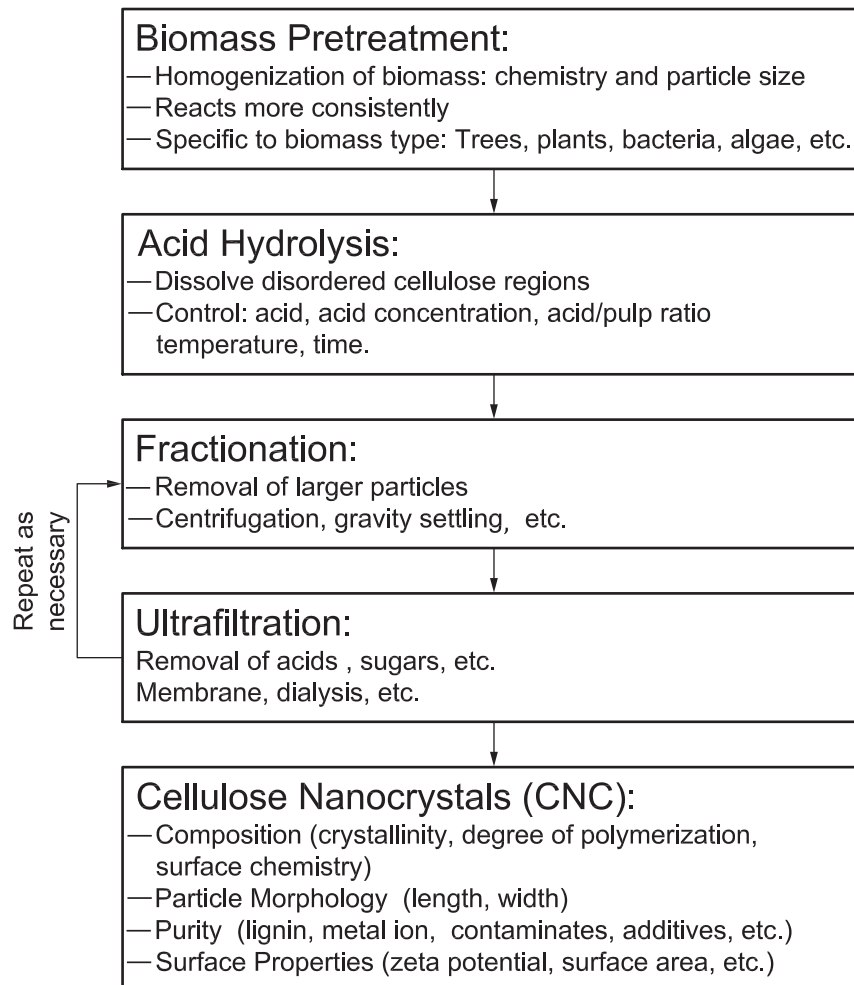 Biomass Pretreatment:
—Homogenization of biomass: chemistry and particle size
—Reacts more consistently
—Specific to biomass type: Trees, plants, bacteria, algae, etc.
Acid Hydrolysis:
—Dissolve disordered cellulose regions
—Control: acid, acid concentration, acid/pulp ratio
temperature, time.
Fractionation:
—Removal of larger particles
—Centrifugation, gravity settling, etc.
Repeat as
necessary
Ultrafiltration:
Removal of acids , sugars, etc.
Membrane, dialysis, etc.
Cellulose Nanocrystals (CNC):
—Composition (crystallinity, degree of polymerization,
surface chemistry)
—Particle Morphology (length, width)
—Purity (lignin, metal ion, contaminates, additives, etc.)
—Surface Properties (zeta potential, surface area, etc.)